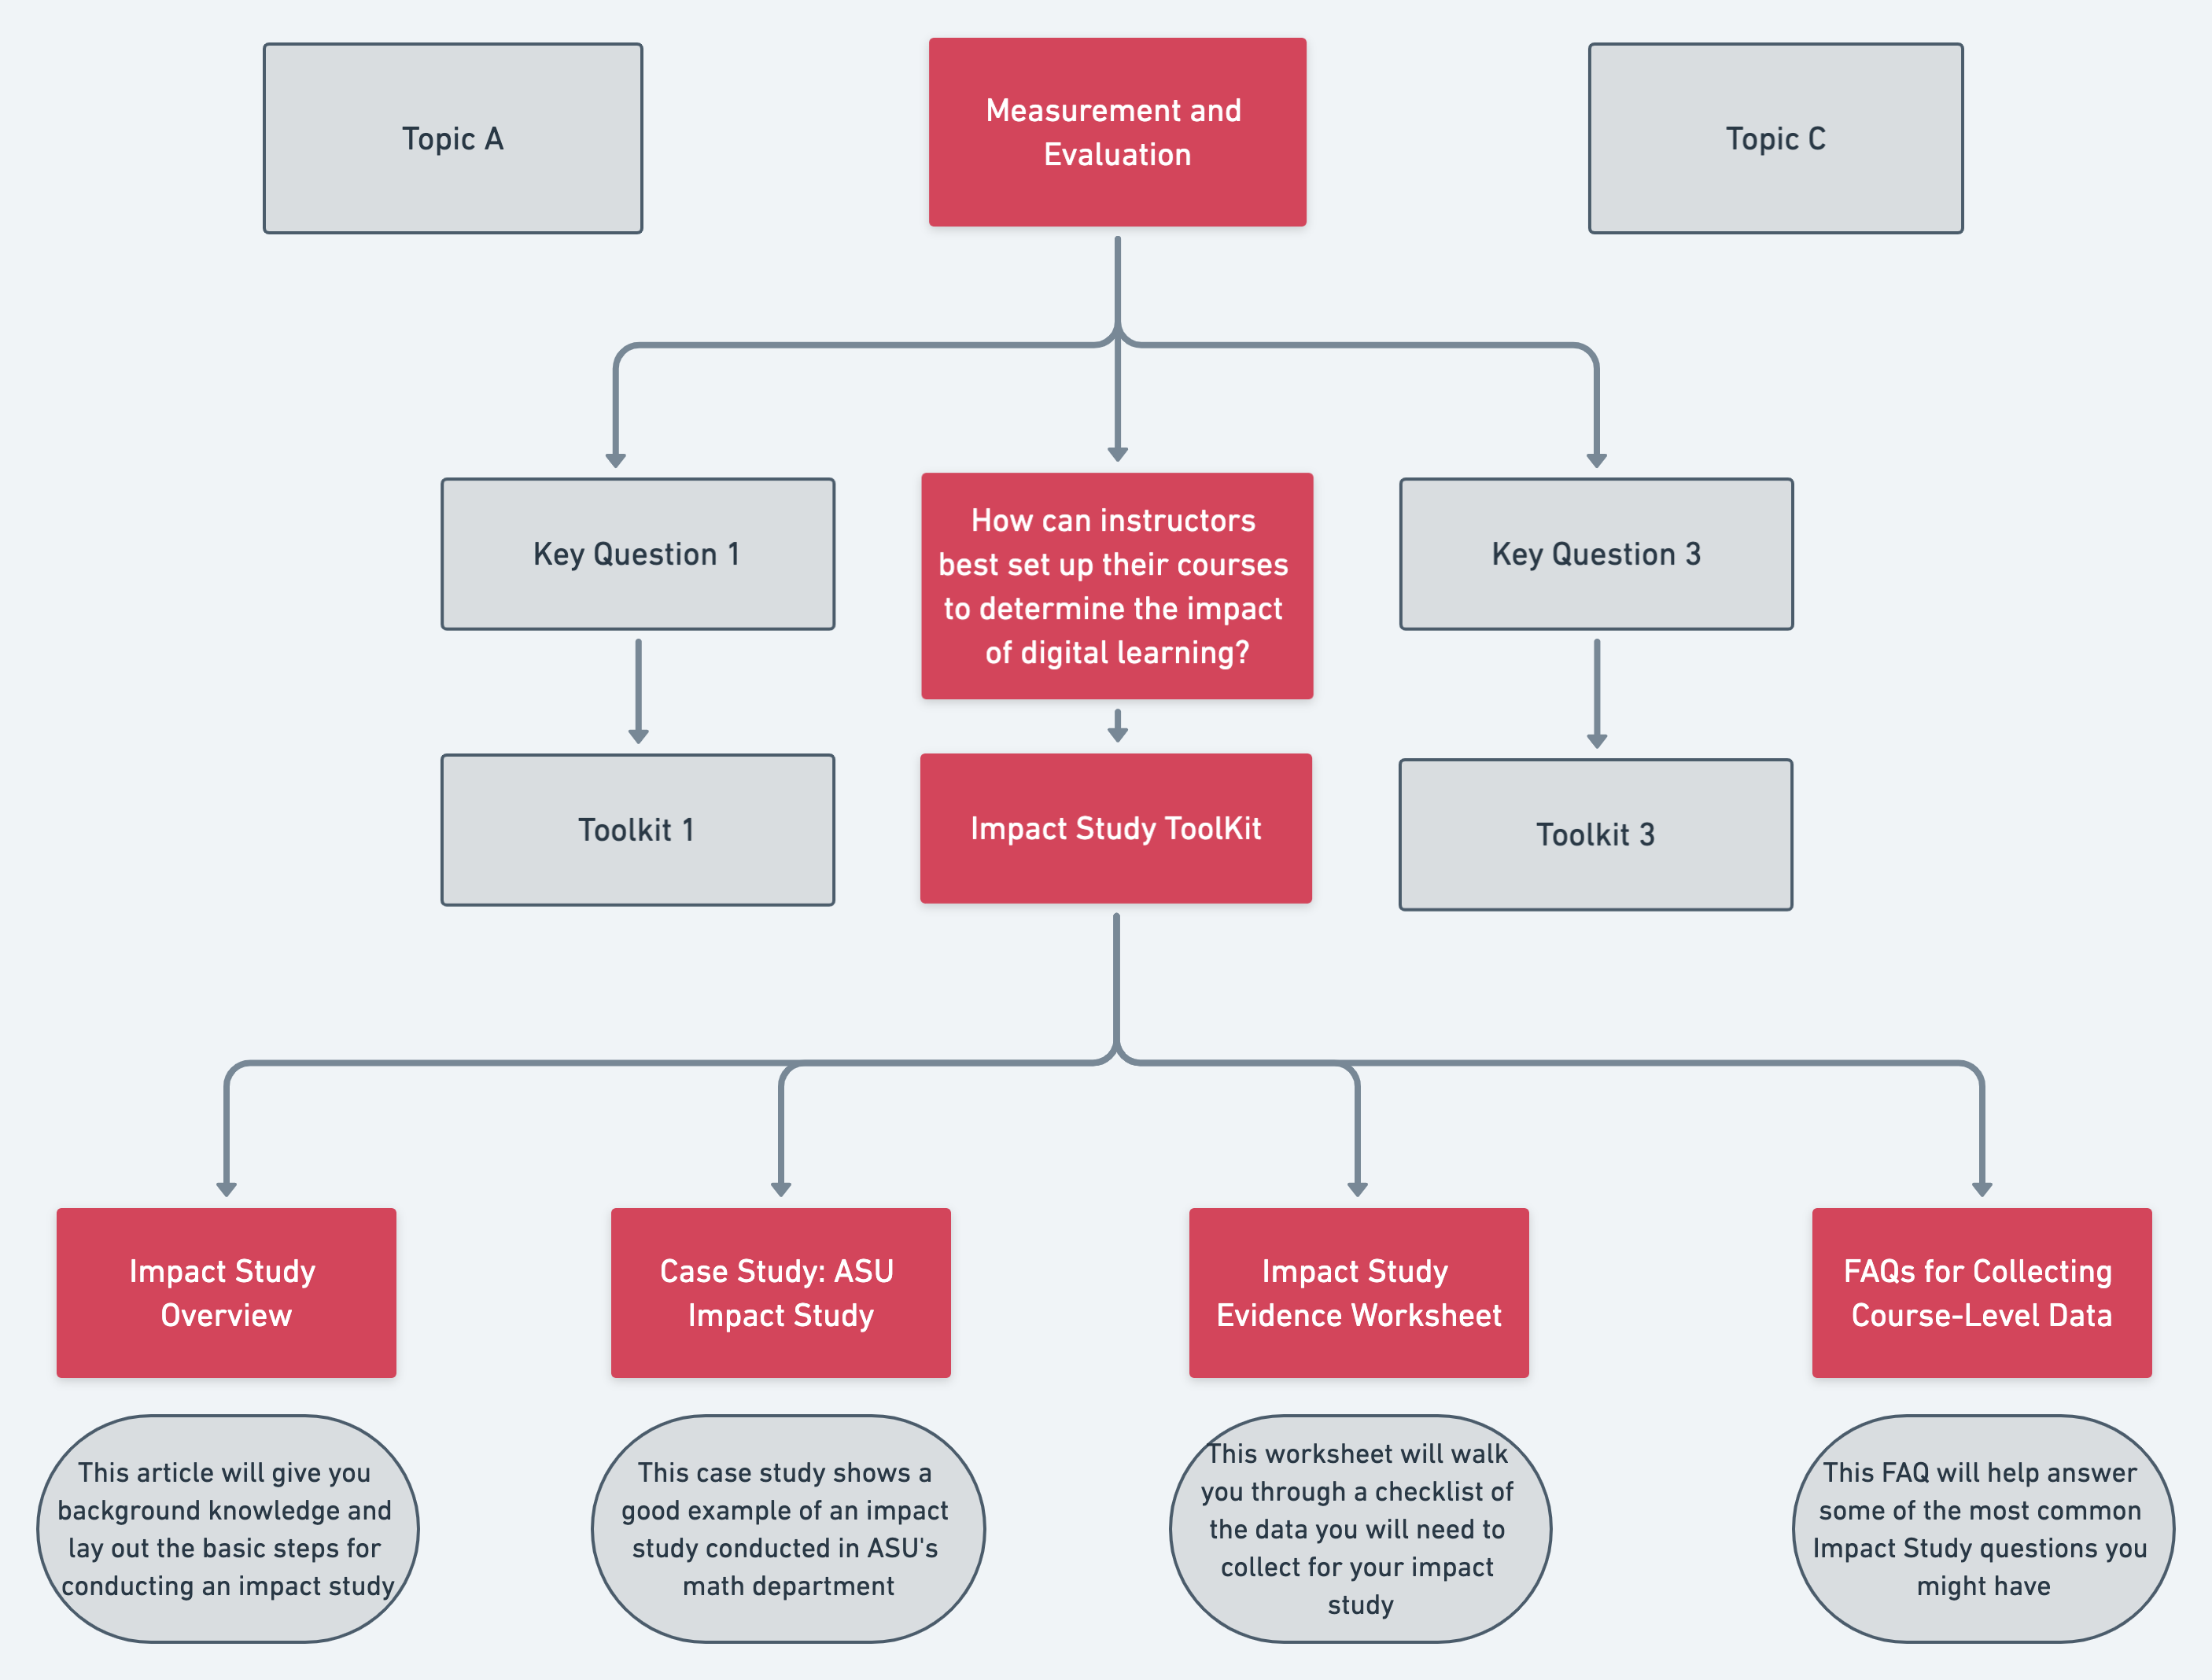 Topic A
Measurement and
Evaluation
Topic C
Key Question 1
How can instructors
best set up their courses
to determine the impact
of digital learning?
Key Question 3
Toolkit 1
Impact Study ToolKit
Toolkit 3
Impact Study
Overview
Case Study: ASU
Impact Study
Impact Study
Evidence Worksheet
FAQs for Collecting
Course-Level Data
This article will give you
background knowledge and
lay out the basic steps for
conducting an impact study
This case study shows a
good example of an impact
study conducted in ASU's
math department
This worksheet will walk
you through a checklist of
the data you will need to
collect for your impact
study
This FAQ will help answer
some of the most common
Impact Study questions you
might have